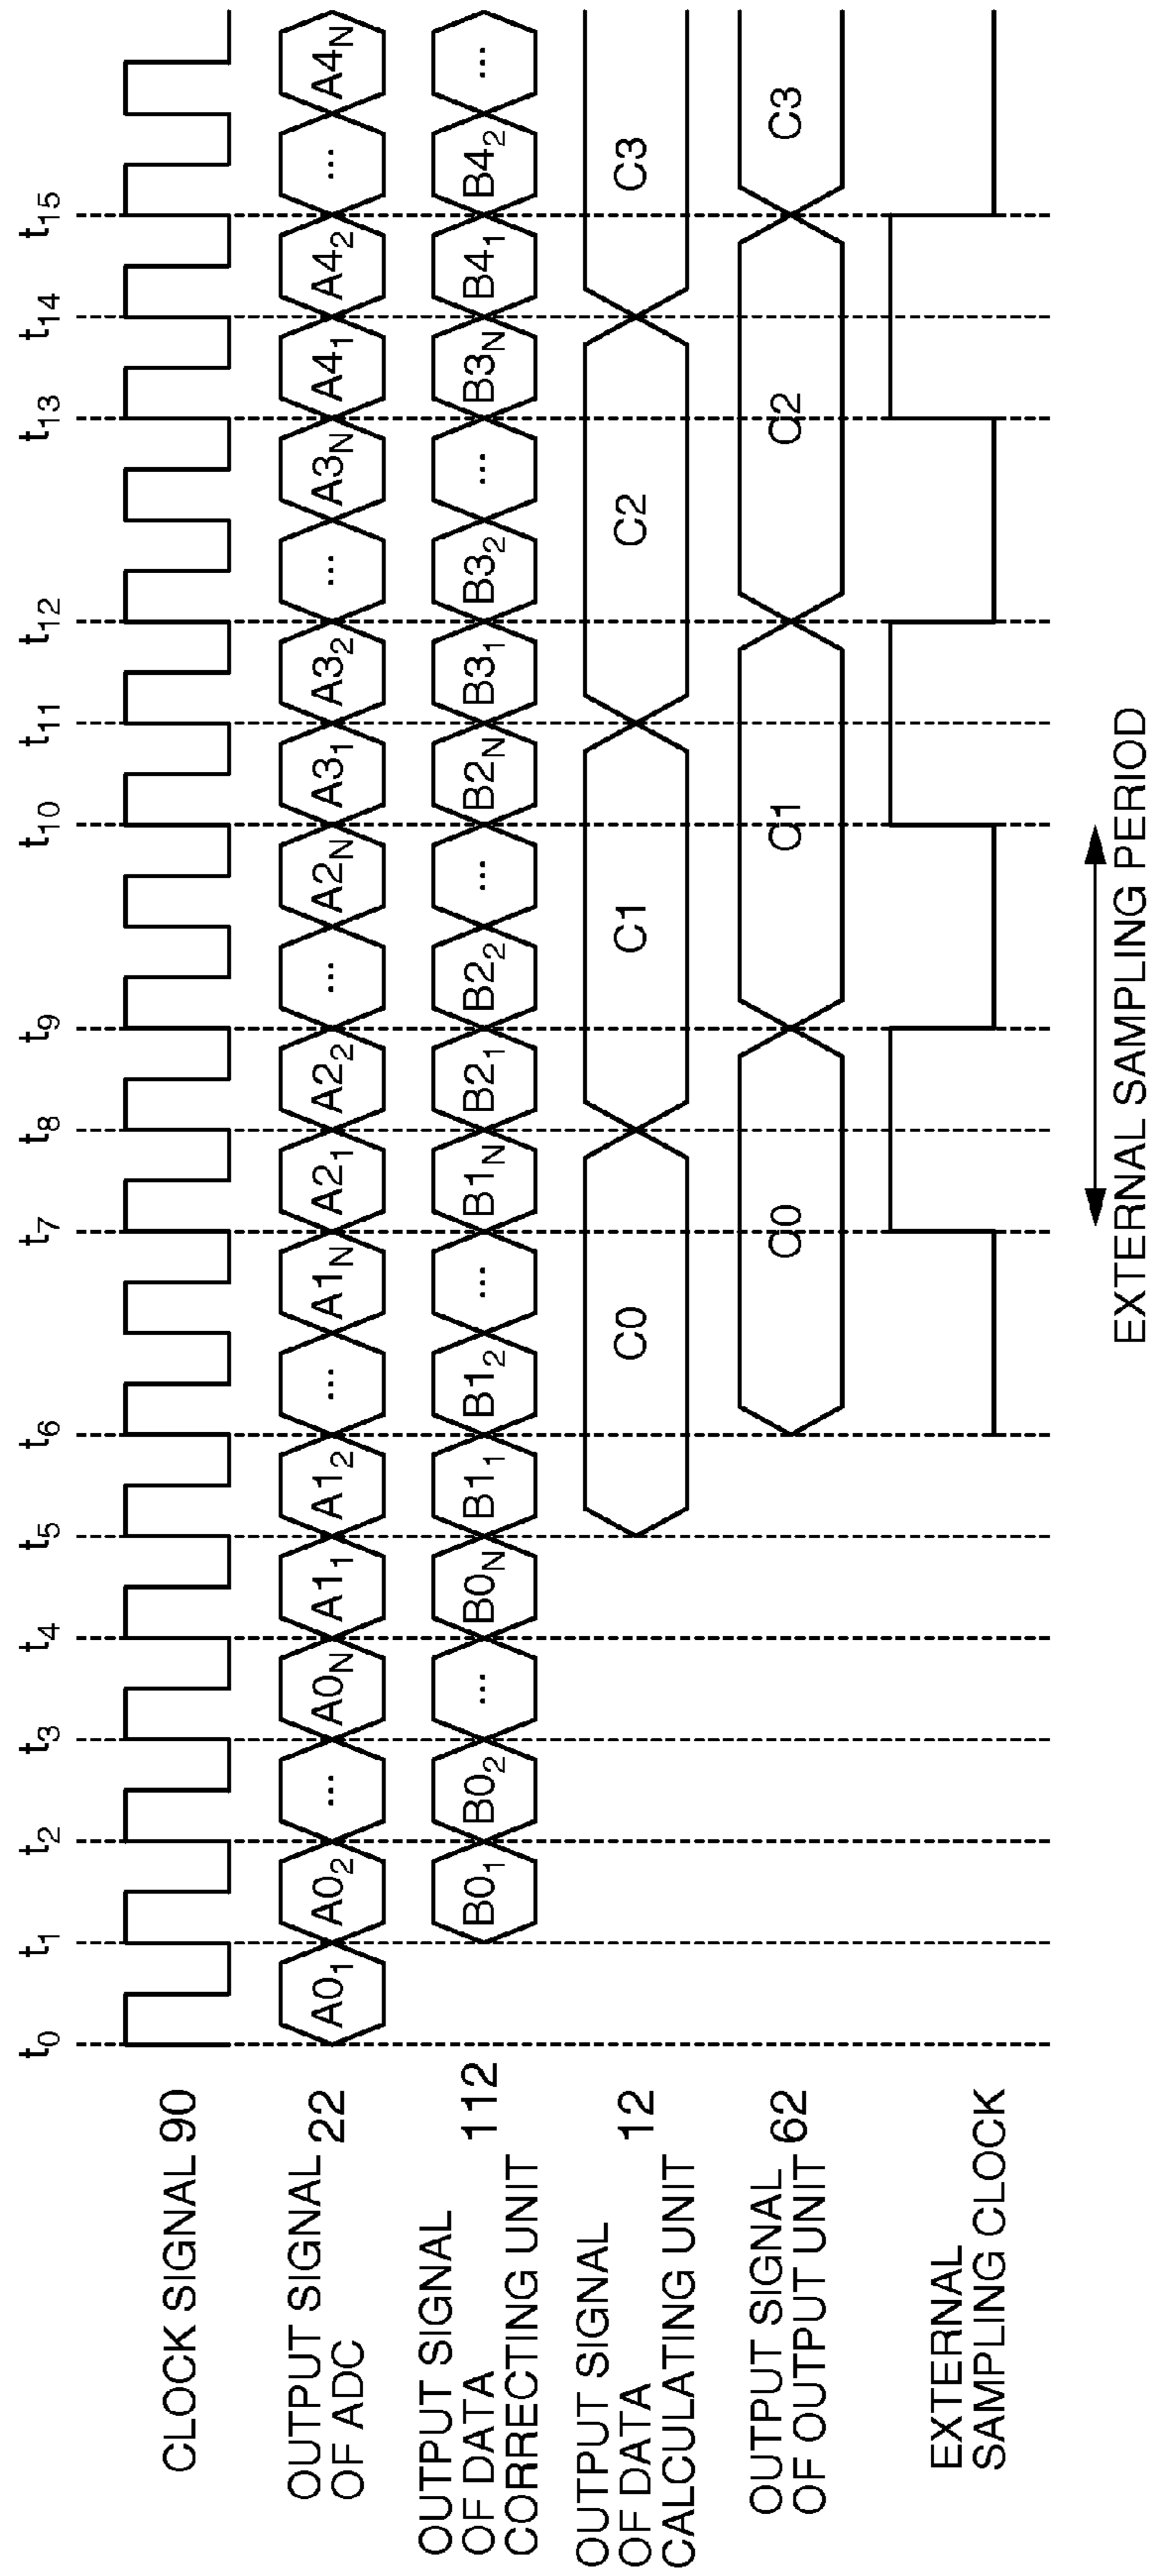 t0 t1 t2 t3 t4 t5 t6 t7 t8 t9 t10 t11 t12 t13 t14 t15
CLOCK SIGNAL 90
OUTPUT SIGNAL
OF ADC
22
A01 A02 ... A0N A11 A12 ... A1N A21 A22 ... A2N A31 A32 ... A3N A41 A42 ... A4N
OUTPUT SIGNAL
OF DATA
CORRECTING UNIT
112
B01 B02 ... B0N B11 B12 ... B1N B21 B22 ... B2N B31 B32 ... B3N B41 B42 ...
OUTPUT SIGNAL
OF DATA
CALCULATING UNIT
12
C0 C1 C2 C3
OUTPUT SIGNAL
OF OUTPUT UNIT
62
C0 C1 C2 C3
EXTERNAL
SAMPLING CLOCK
EXTERNAL SAMPLING PERIOD